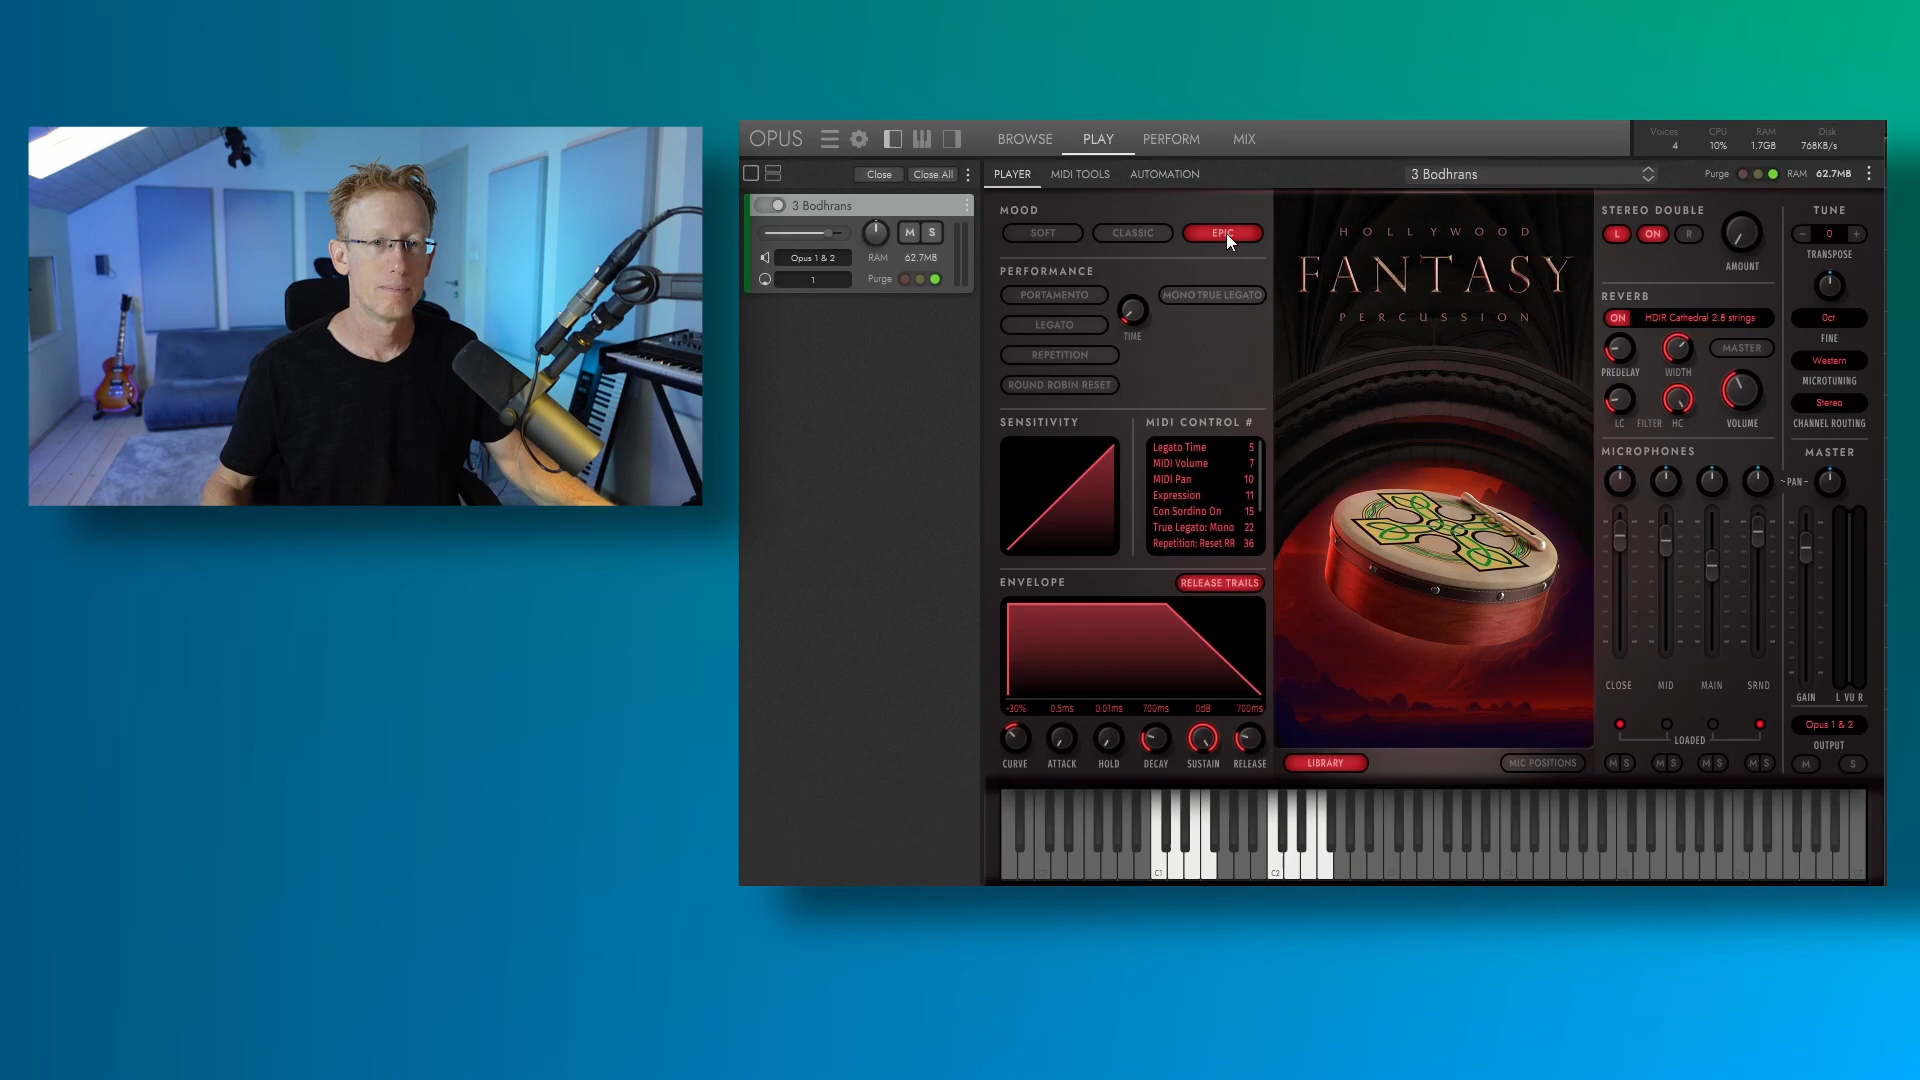 OPUS
BROWSE PLAY PERFORM MIX
Voices CPU RAM Disk
4 10% 1.7GB 768KB/s
Close Close All
PLAYER MIDI TOOLS AUTOMATION
3 Bodhrans
Purge RAM 62.7MB
3 Bodhrans
M S
Opus 1 & 2 RAM 62.7MB
1 Purge
MOOD
SOFT CLASSIC EPIC
PERFORMANCE
PORTAMENTO MONO TRUE LEGATO
LEGATO
TIME
REPETITION
ROUND ROBIN RESET
SENSITIVITY
MIDI CONTROL #
Legato Time 5
MIDI Volume 7
MIDI Pan 10
Expression 11
Con Sordino On 15
True Legato: Mono 22
Repetition: Reset RR 36
ENVELOPE RELEASE TRAILS
-30% 0.5ms 0.01ms 700ms 0dB 700ms
CURVE ATTACK HOLD DECAY SUSTAIN RELEASE
HOLLYWOOD
FANTASY
PERCUSSION
LIBRARY MIC POSITIONS
STEREO DOUBLE
L ON R
AMOUNT
REVERB
ON HDIR Cathedral 2.8 strings
MASTER
PREDELAY WIDTH
LC FILTER HC VOLUME
MICROPHONES
-PAN-
CLOSE MID MAIN SRND
LOADED
M S M S M S M S
TUNE
- 0 +
TRANSPOSE
0ct
FINE
Western
MICROTUNING
Stereo
CHANNEL ROUTING
MASTER
GAIN L VU R
Opus 1 & 2
OUTPUT
M S
C1 C2